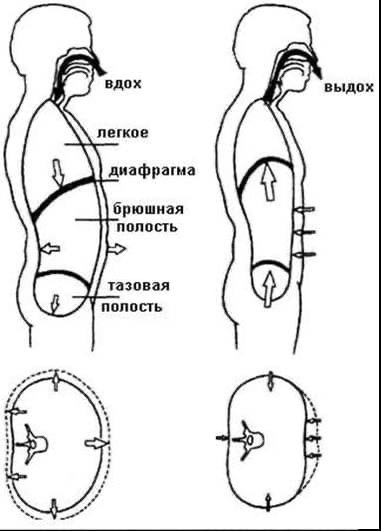 вдох
выдох
легкое
диафрагма
брюшная
полость
тазовая
полость